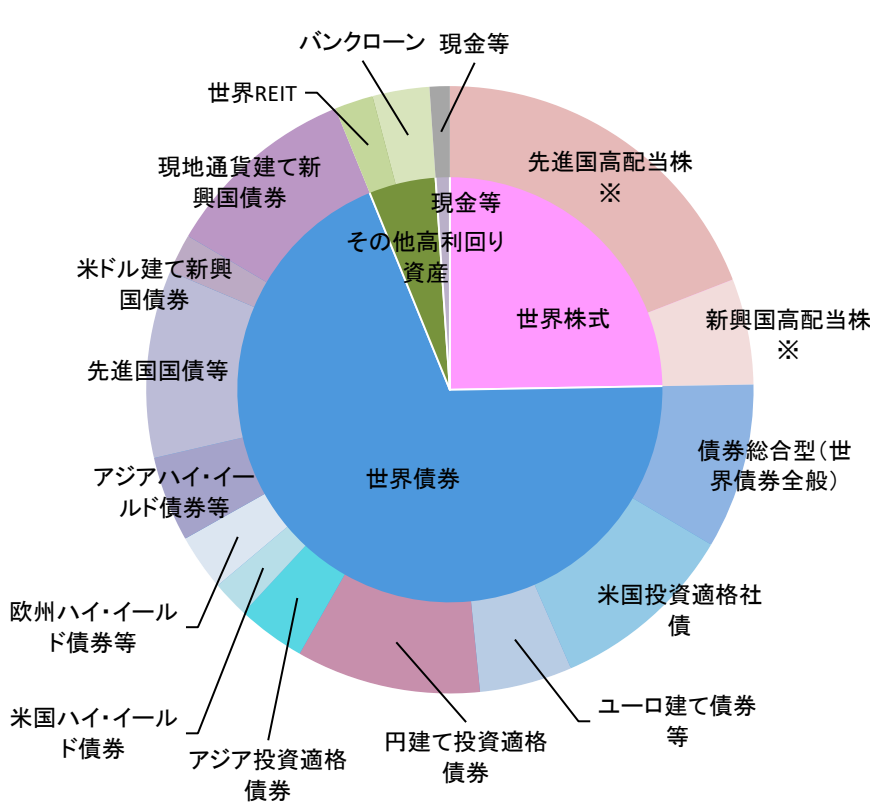 バンクローン
現金等
世界REIT
先進国高配当株
※
現地通貨建て新
興国債券
現金等
その他高利回り
資産
米ドル建て新興
国債券
世界株式
新興国高配当株
※
先進国国債等
債券総合型(世
界債券全般)
アジアハイ・イー
ルド債券等
世界債券
米国投資適格社
債
欧州ハイ・イール
ド債券等
ユーロ建て債券
等
米国ハイ・イール
ド債券
アジア投資適格
債券
円建て投資適格
債券